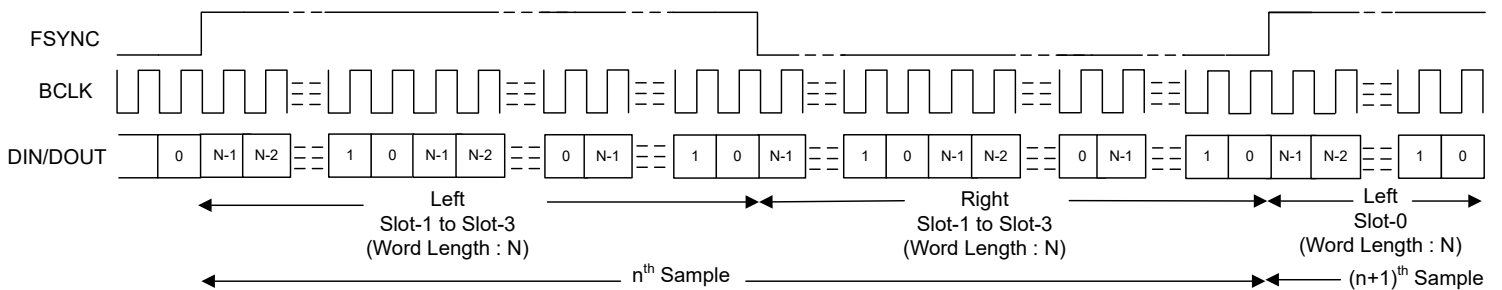 FSYNC
BCLK
DIN/DOUT 0 N-1 N-2 1 0 N-1 N-2 0 N-1 1 0 N-1 1 0 N-1 N-2 0 N-1 1 0 N-1 N-2 1 0
Left
Slot-1 to Slot-3
(Word Length : N)
Right
Slot-1 to Slot-3
(Word Length : N)
Left
Slot-0
(Word Length : N)
nth Sample
(n+1)th Sample